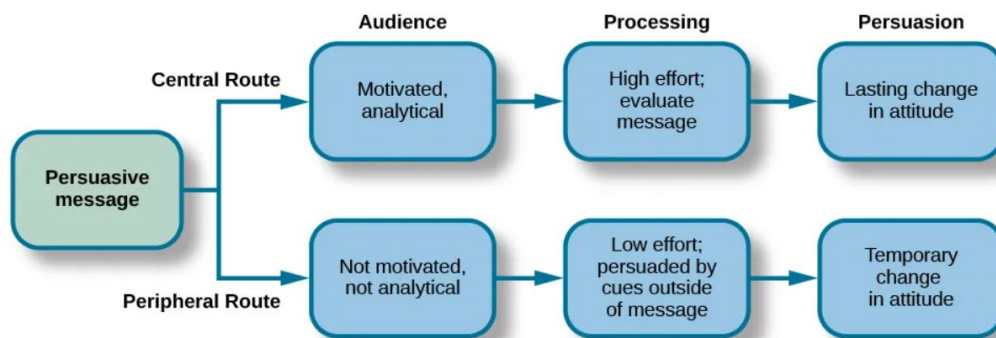 Audience
Processing
Persuasion
Central Route
Motivated,
analytical
High effort;
evaluate
message
Lasting change
in attitude
Persuasive
message
Peripheral Route
Not motivated,
not analytical
Low effort;
persuaded by
cues outside
of message
Temporary
change
in attitude